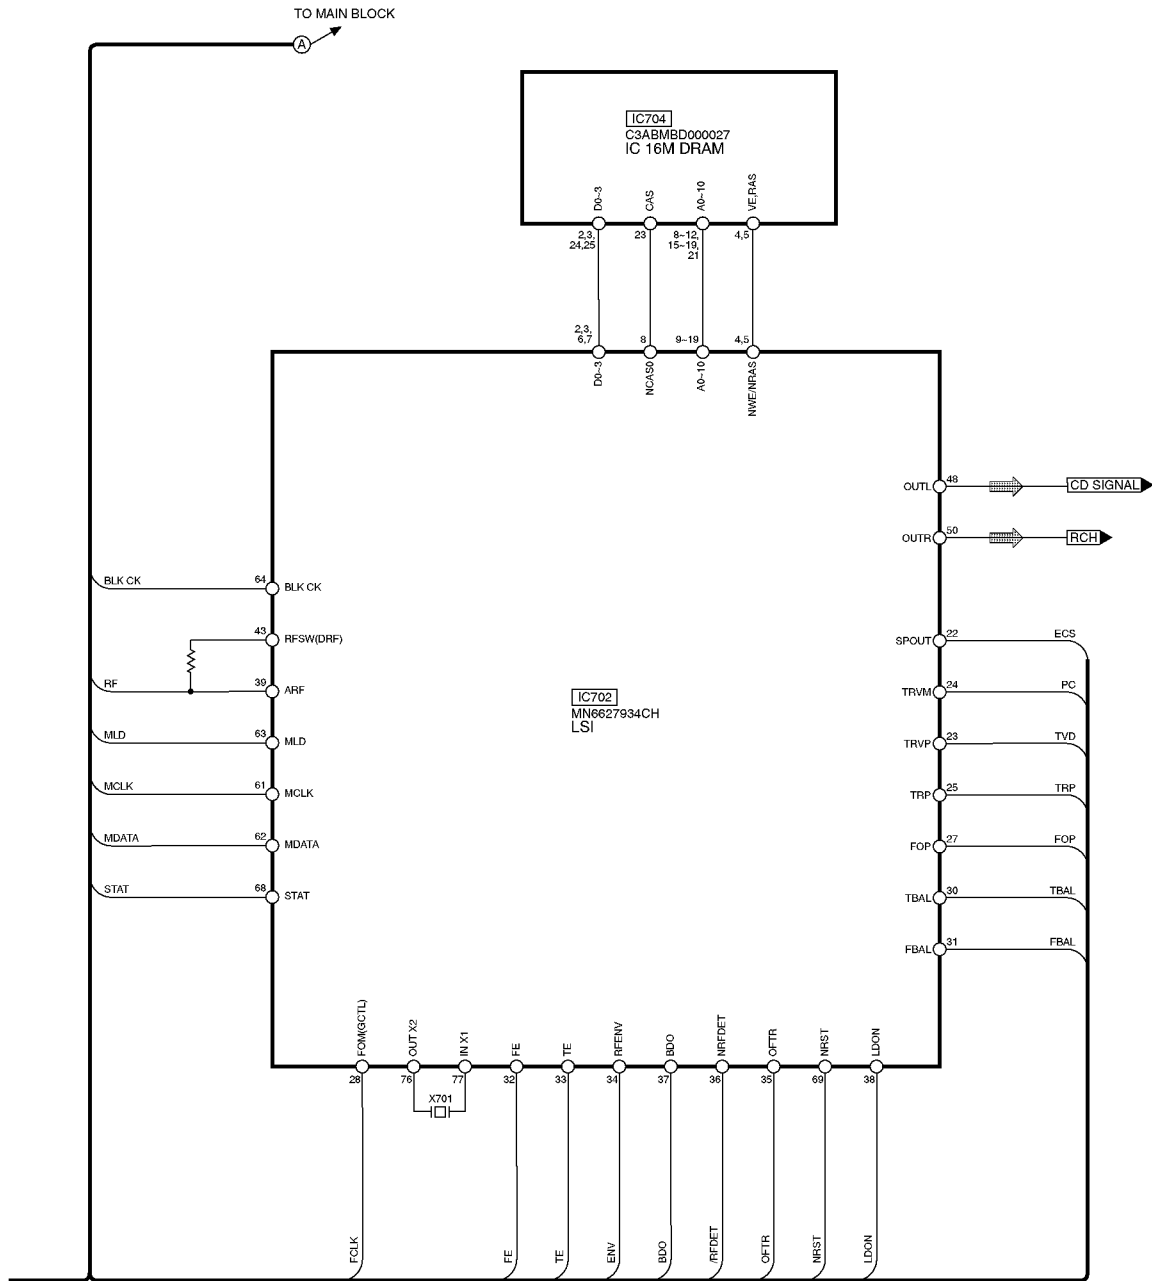 TO MAIN BLOCK
A
IC704
C3ABMBD000027
IC 16M DRAM
D0~3
CAS
A0~10
VE,RAS
2,3,
24,25
23
8~12,
15~19,
21
4,5
2,3,
6,7
8
9~19
4,5
D0~3
NCAS0
A0~10
NWE/NRAS
OUTL
48
CD SIGNAL
OUTR
50
RCH
BLK CK
64
BLK CK
43
RFSW(DRF)
RF
39
ARF
MLD
63
MLD
MCLK
61
MCLK
MDATA
62
MDATA
STAT
68
STAT
IC702
MN6627934CH
LSI
SPOUT
22
ECS
TRVM
24
PC
TRVP
23
TVD
TRP
25
TRP
FOP
27
FOP
TBAL
30
TBAL
FBAL
31
FBAL
FOM(GCTL)
OUT X2
IN X1
FE
TE
RFENV
BDO
NRFDET
OFTR
NRST
LDON
28
76
77
32
33
34
37
36
35
69
38
X701
FCLK
FE
TE
ENV
BDO
/RFDET
OFTR
NRST
LDON